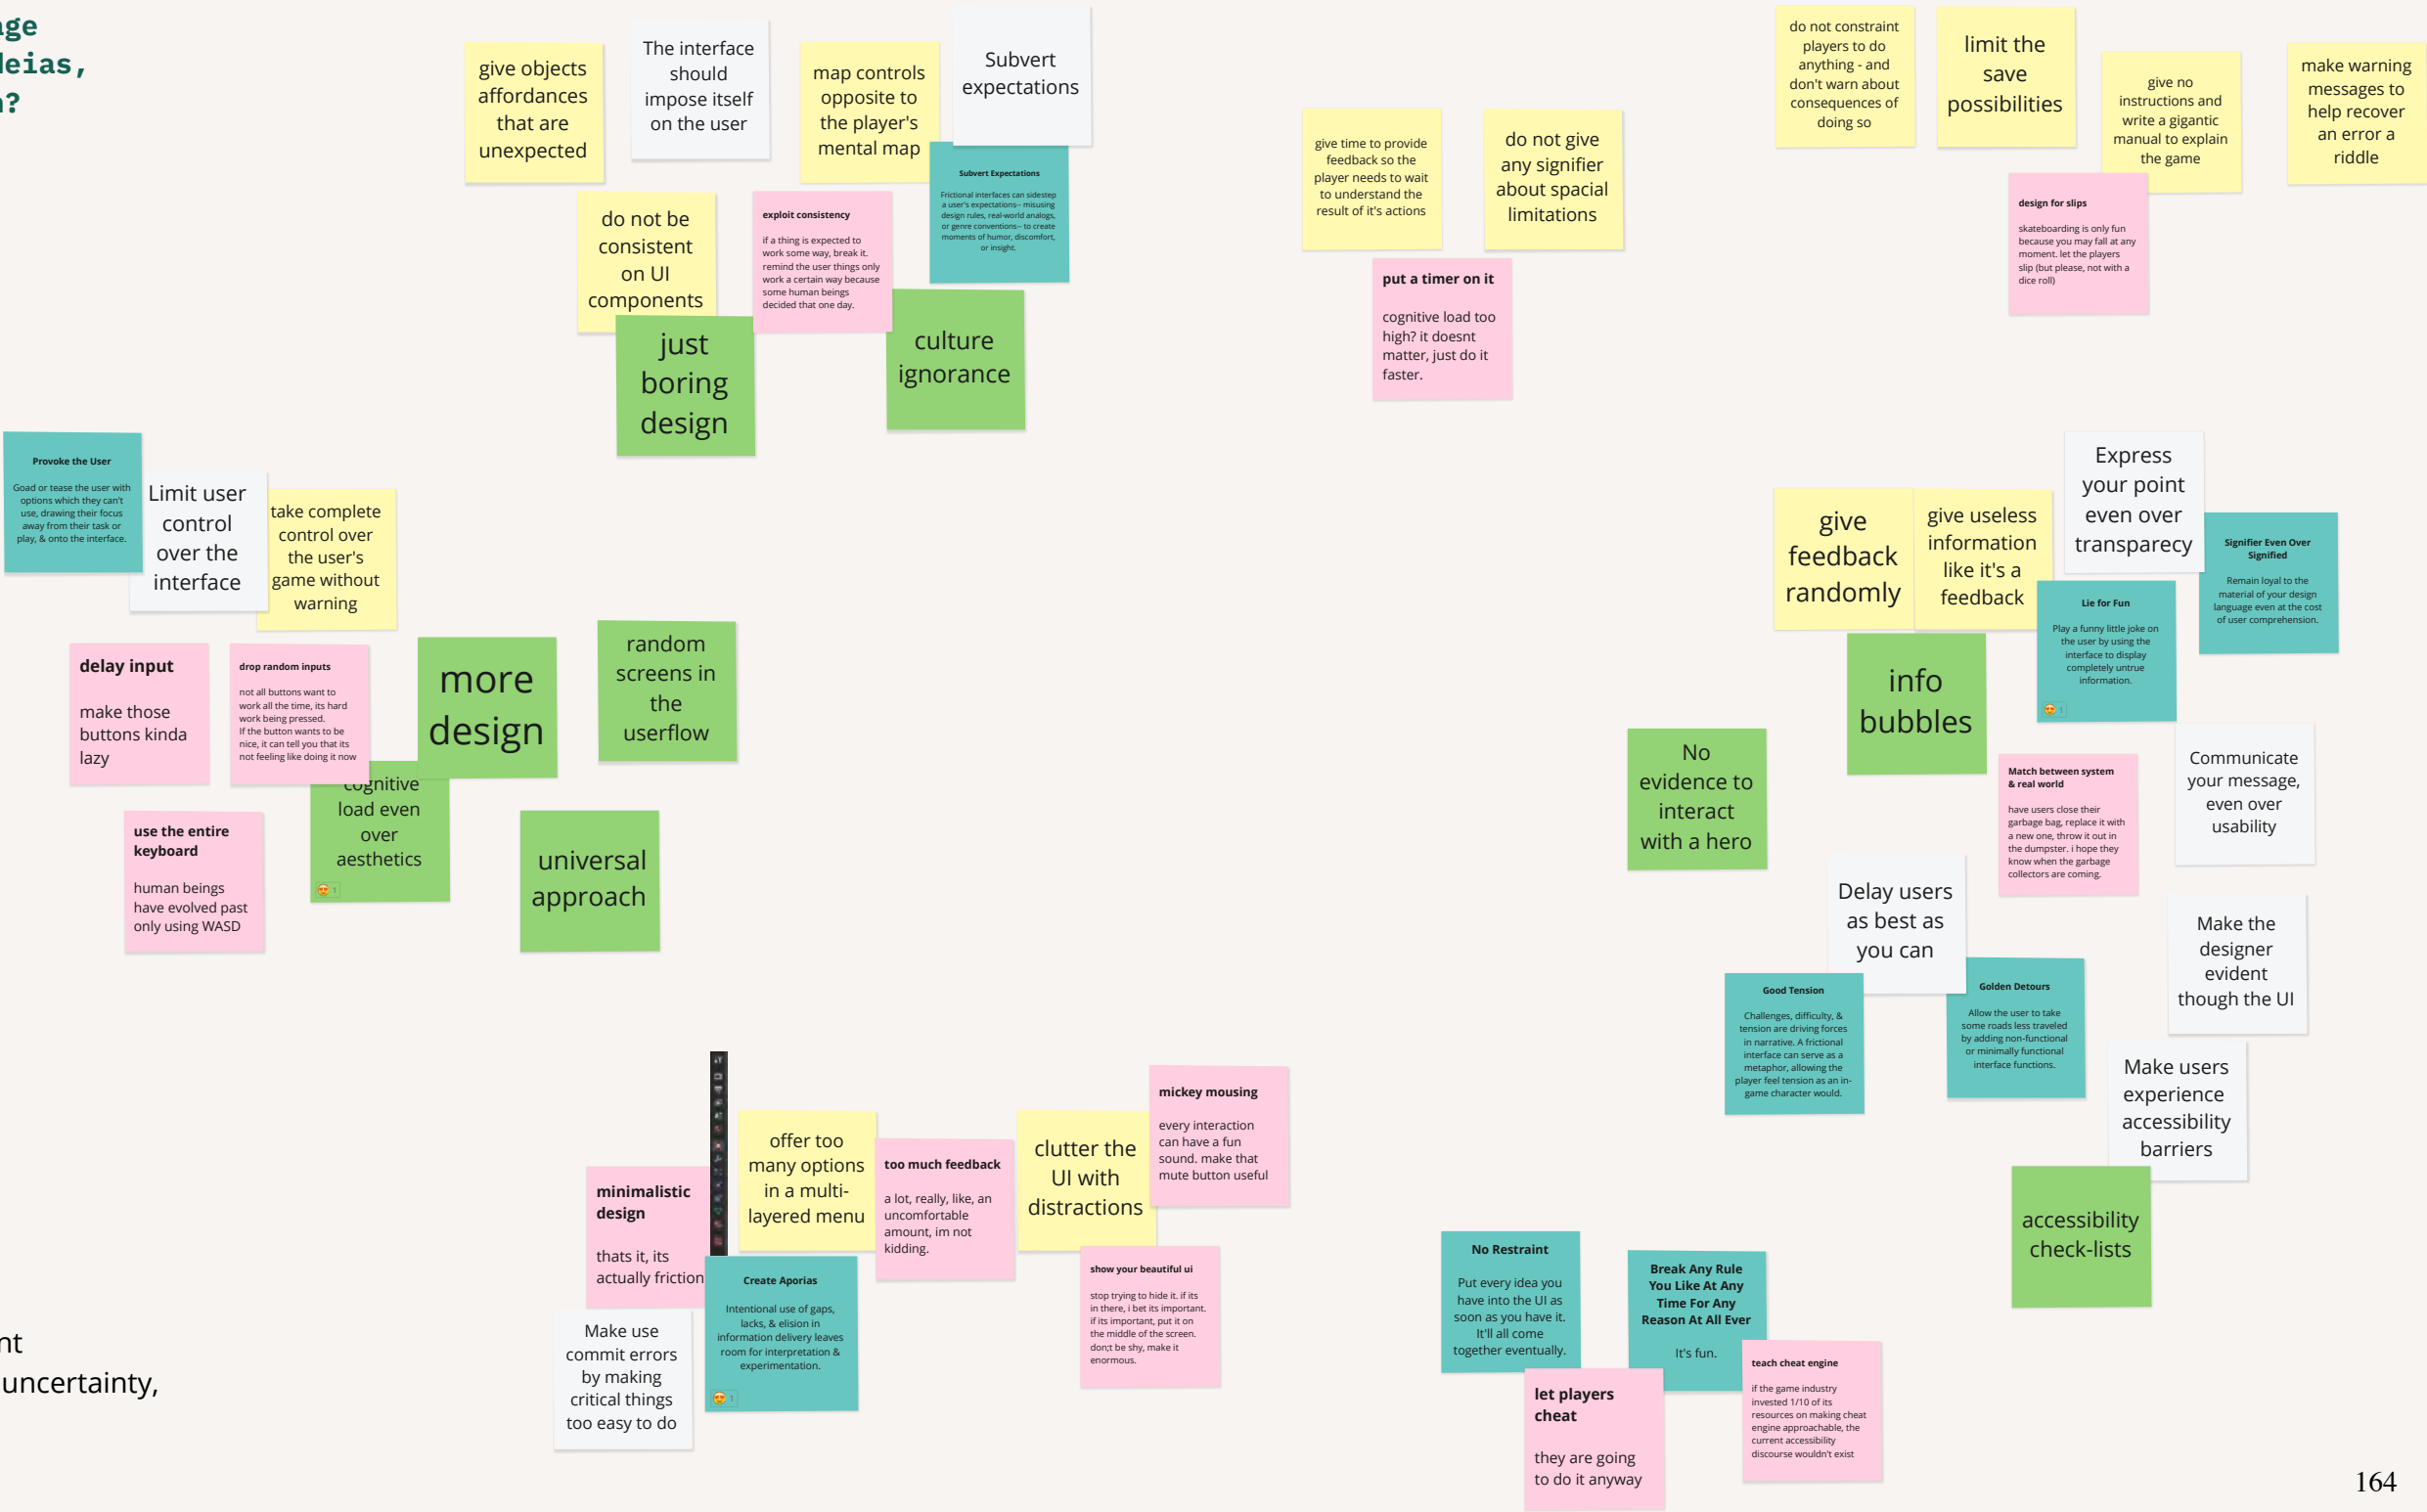 give objects
affordances
that are
unexpected
The interface
should
impose itself
on the user
map controls
opposite to
the player's
mental map
Subvert
expectations
Subvert Expectations
Frictional interfaces can sidestep
a user's expectations-- misusing
design rules, real-world analogs,
or genre conventions-- to create
moments of humor, discomfort,
or insight.
do not be
consistent
on UI
components
exploit consistency
if a thing is expected to
work some way, break it.
remind the user things only
work a certain way because
some human beings
decided that one day.
just
boring
design
culture
ignorance
give time to provide
feedback so the
player needs to wait
to understand the
result of it's actions
do not give
any signifier
about spacial
limitations
put a timer on it
cognitive load too
high? it doesnt
matter, just do it
faster.
do not constraint
players to do
anything - and
don't warn about
consequences of
doing so
limit the
save
possibilities
give no
instructions and
write a gigantic
manual to explain
the game
make warning
messages to
help recover
an error a
riddle
design for slips
skateboarding is only fun
because you may fall at any
moment. let the players
slip (but please, not with a
dice roll)
Provoke the User
Goad or tease the user with
options which they can't
use, drawing their focus
away from their task or
play, & onto the interface.
Limit user
control
over the
interface
take complete
control over
the user's
game without
warning
delay input
make those
buttons kinda
lazy
drop random inputs
not all buttons want to
work all the time, its hard
work being pressed.
If the button wants to be
nice, it can tell you that its
not feeling like doing it now
more
design
random
screens in
the
userflow
cognitive
load even
over
aesthetics
1
use the entire
keyboard
human beings
have evolved past
only using WASD
universal
approach
give
feedback
randomly
give useless
information
like it's a
feedback
Express
your point
even over
transparecy
Signifier Even Over
Signified
Remain loyal to the
material of your design
language even at the cost
of user comprehension.
Lie for Fun
Play a funny little joke on
the user by using the
interface to display
completely untrue
information.
1
info
bubbles
No
evidence to
interact
with a hero
Match between system
& real world
have users close their
garbage bag, replace it with
a new one, throw it out in
the dumpster. i hope they
know when the garbage
collectors are coming.
Communicate
your message,
even over
usability
Delay users
as best as
you can
Make the
designer
evident
though the UI
Good Tension
Challenges, difficulty, &
tension are driving forces
in narrative. A frictional
interface can serve as a
metaphor, allowing the
player feel tension as an in-
game character would.
Golden Detours
Allow the user to take
some roads less traveled
by adding non-functional
or minimally functional
interface functions.
Make users
experience
accessibility
barriers
accessibility
check-lists
minimalistic
design
thats it, its
actually friction
offer too
many options
in a multi-
layered menu
too much feedback
a lot, really, like, an
uncomfortable
amount, im not
kidding.
clutter the
UI with
distractions
mickey mousing
every interaction
can have a fun
sound. make that
mute button useful
Create Aporias
Intentional use of gaps,
lacks, & elision in
information delivery leaves
room for interpretation &
experimentation.
1
show your beautiful ui
stop trying to hide it. if its
in there, i bet its important.
if its important, put it on
the middle of the screen.
don;t be shy, make it
enormous.
Make use
commit errors
by making
critical things
too easy to do
No Restraint
Put every idea you
have into the UI as
soon as you have it.
It'll all come
together eventually.
Break Any Rule
You Like At Any
Time For Any
Reason At All Ever
It's fun.
let players
cheat
they are going
to do it anyway
teach cheat engine
if the game industry
invested 1/10 of its
resources on making cheat
engine approachable, the
current accessibility
discourse wouldn't exist
uncertainty,
164